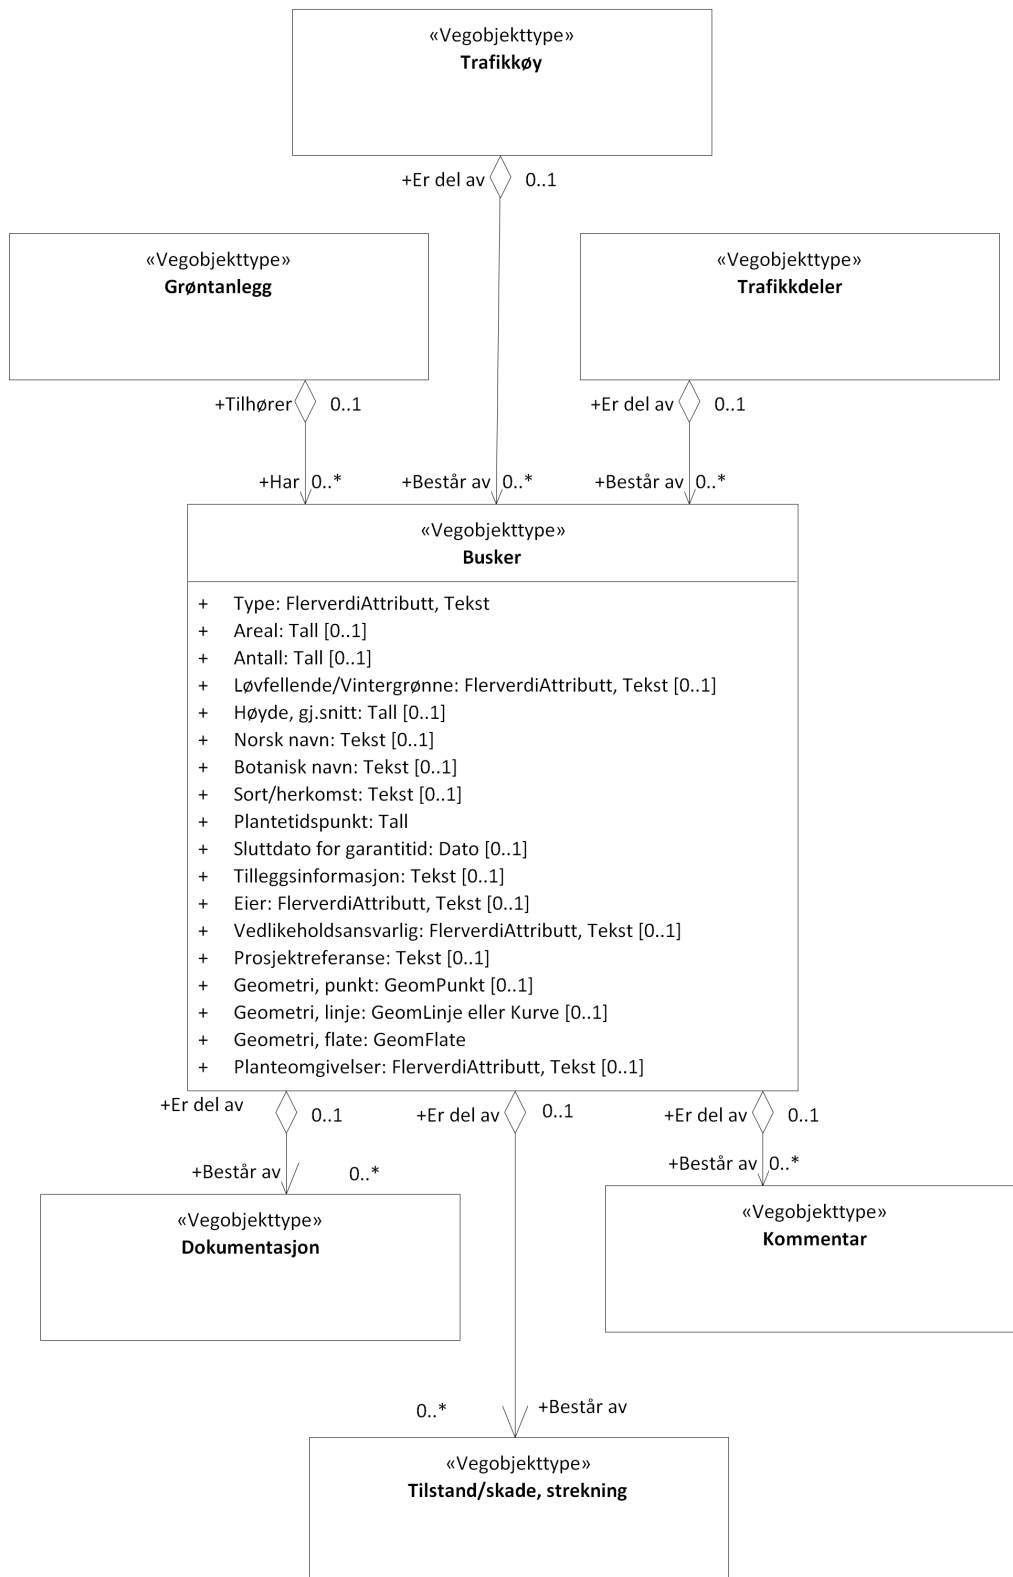 «Vegobjekttype»
Trafikkøy
+Er del av 0..1
«Vegobjekttype»
Grøntanlegg
«Vegobjekttype»
Trafikkdeler
+Tilhører 0..1
+Er del av 0..1
+Har 0..*
+Består av 0..*
+Består av 0..*
«Vegobjekttype»
Busker
+ Type: FlerverdiAttributt, Tekst
+ Areal: Tall [0..1]
+ Antall: Tall [0..1]
+ Løvfellende/Vintergrønne: FlerverdiAttributt, Tekst [0..1]
+ Høyde, gj.snitt: Tall [0..1]
+ Norsk navn: Tekst [0..1]
+ Botanisk navn: Tekst [0..1]
+ Sort/herkomst: Tekst [0..1]
+ Plantetidspunkt: Tall
+ Sluttdato for garantitid: Dato [0..1]
+ Tilleggsinformasjon: Tekst [0..1]
+ Eier: FlerverdiAttributt, Tekst [0..1]
+ Vedlikeholdsansvarlig: FlerverdiAttributt, Tekst [0..1]
+ Prosjektreferanse: Tekst [0..1]
+ Geometri, punkt: GeomPunkt [0..1]
+ Geometri, linje: GeomLinje eller Kurve [0..1]
+ Geometri, flate: GeomFlate
+ Planteomgivelser: FlerverdiAttributt, Tekst [0..1]
+Er del av 0..1
+Er del av 0..1
+Er del av 0..1
+Består av 0..*
+Består av 0..*
«Vegobjekttype»
Dokumentasjon
«Vegobjekttype»
Kommentar
0..* +Består av
«Vegobjekttype»
Tilstand/skade, strekning